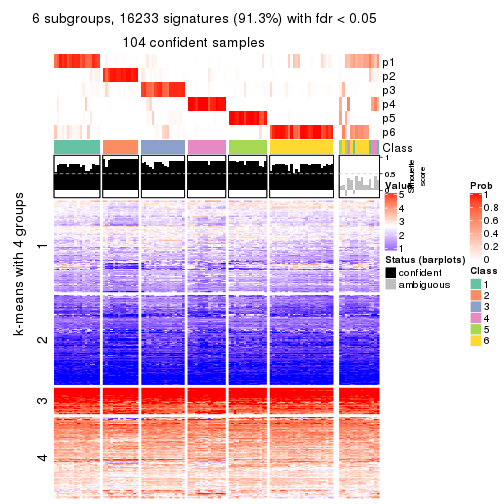 6 subgroups, 16233 signatures (91.3%) with fdr < 0.05
104 confident samples
p1
p2
p3
p4
p5
p6
Class
1
0.5
0
Silhouette
score
k-means with 4 groups
1
2
3
4
Value
5
4
3
2
1
Status (barplots)
confident
ambiguous
Prob
1
0.8
0.6
0.4
0.2
0
Class
1
2
3
4
5
6